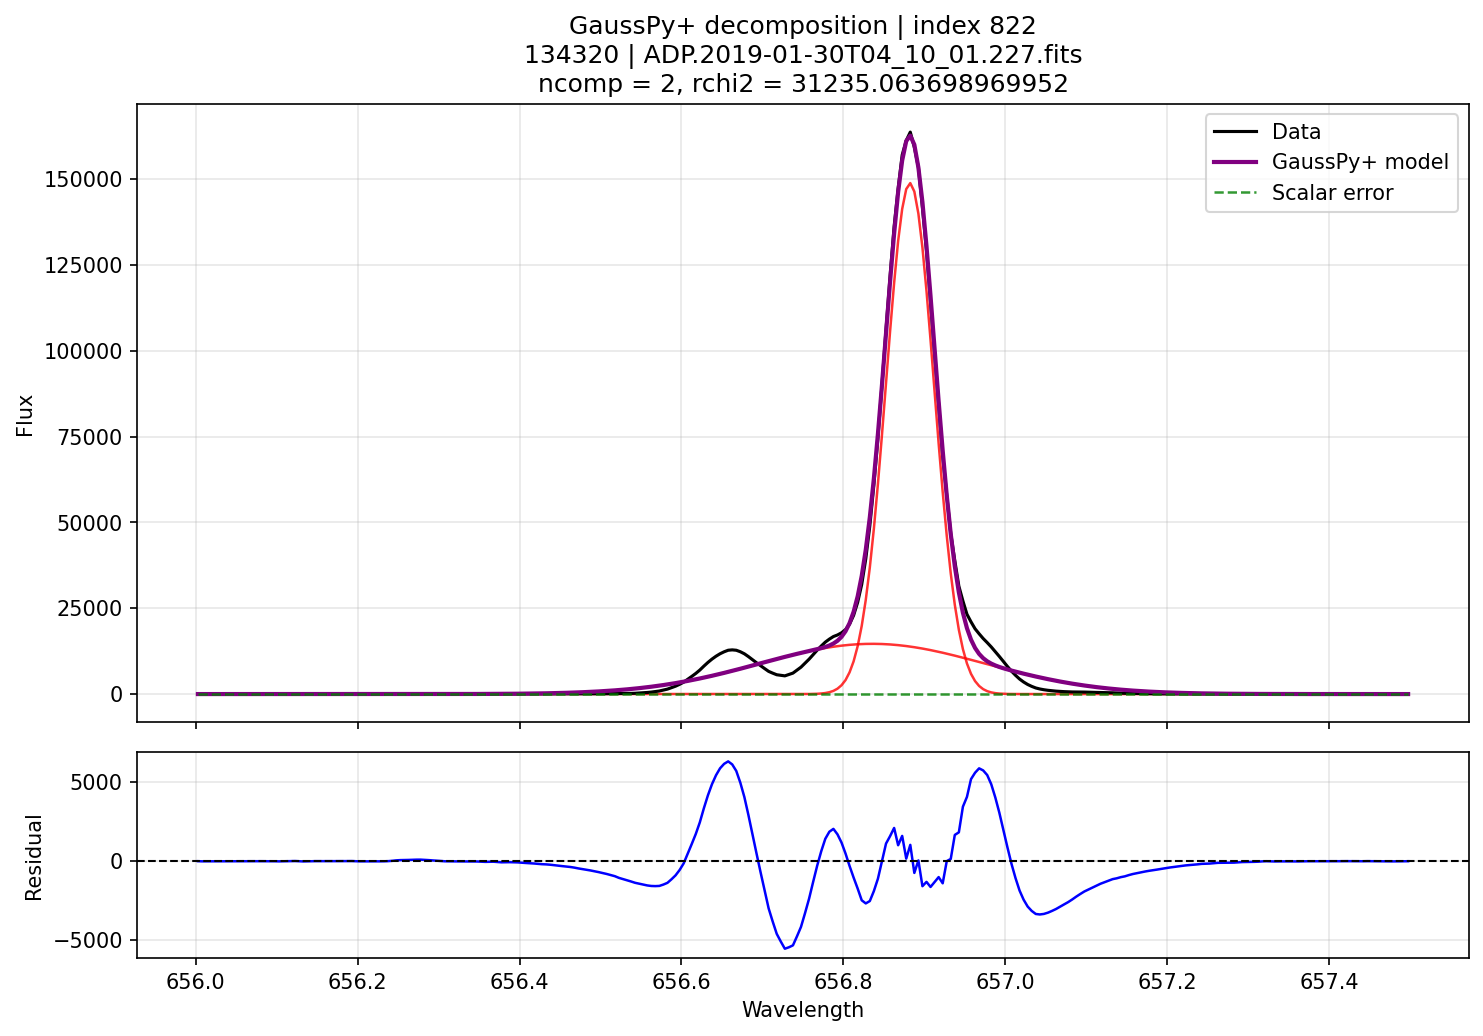 GaussPy+ decomposition | index 822
134320 | ADP.2019-01-30T04_10_01.227.fits
ncomp = 2, rchi2 = 31235.063698969952
Data
GaussPy+ model
Scalar error
Flux
150000
125000
100000
75000
50000
25000
0
Residual
5000
0
−5000
656.0
656.2
656.4
656.6
656.8
657.0
657.2
657.4
Wavelength